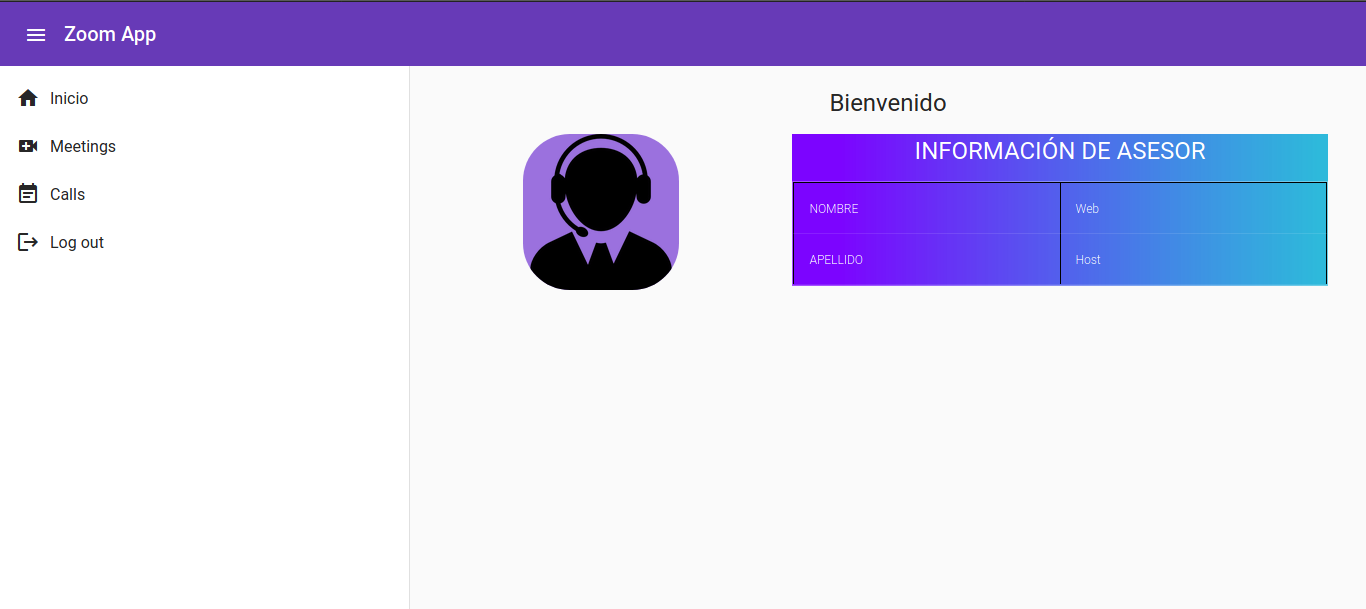 Zoom App
Inicio
Meetings
Calls
Log out
Bienvenido
INFORMACIÓN DE ASESOR
NOMBRE Web
APELLIDO Host